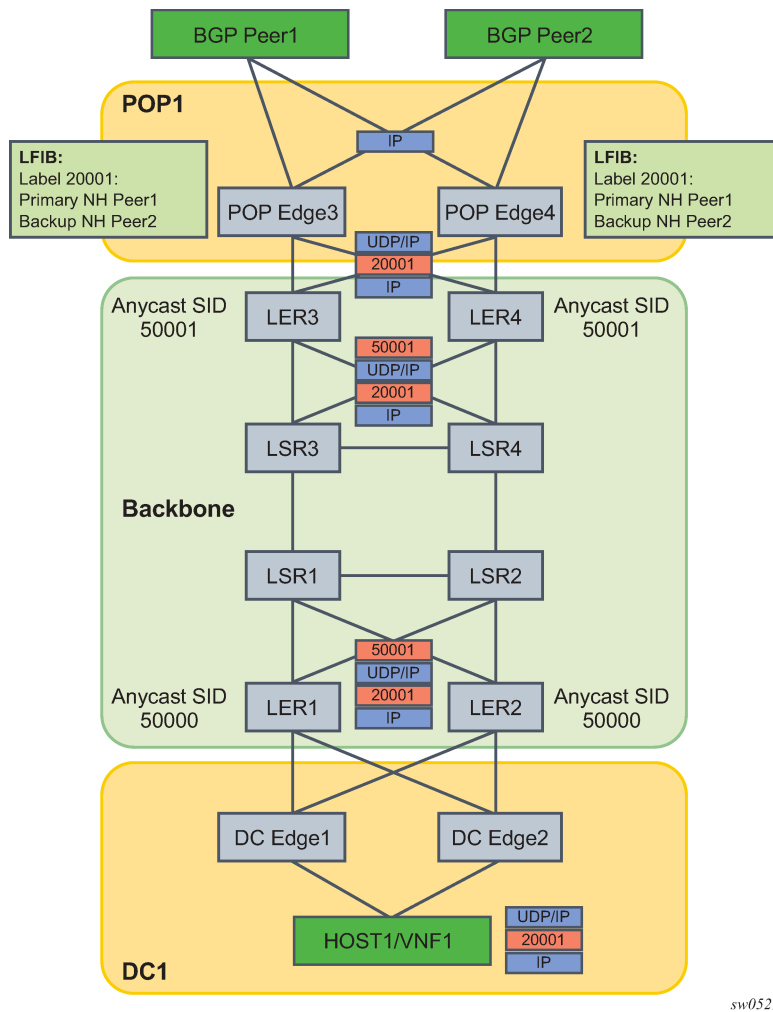 BGP Peer1
BGP Peer2
POP1
IP
LFIB:
Label 20001:
Primary NH Peer1
Backup NH Peer2
LFIB:
Label 20001:
Primary NH Peer1
Backup NH Peer2
POP Edge3
POP Edge4
UDP/IP
20001
IP
Anycast SID
50001
LER3
LER4
Anycast SID
50001
50001
UDP/IP
20001
IP
LSR3
LSR4
Backbone
LSR1
LSR2
50001
UDP/IP
20001
IP
Anycast SID
50000
LER1
LER2
Anycast SID
50000
DC Edge1
DC Edge2
HOST1/VNF1
UDP/IP
20001
IP
DC1
sw052